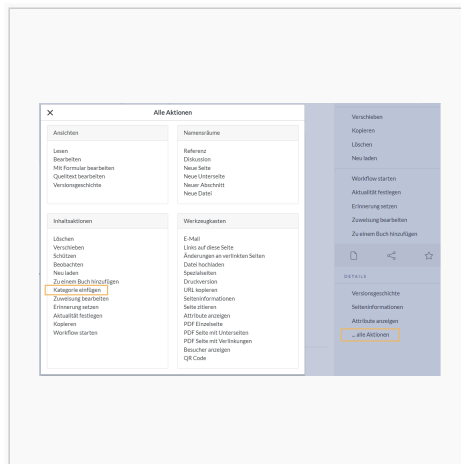 Alle Aktionen
Ansichten
Lesen
Bearbeiten
Mit Formular bearbeiten
Quelltext bearbeiten
Versionsgeschichte
Namensräume
Referenz
Diskussion
Neue Seite
Neue Unterseite
Neuer Abschnitt
Neue Datei
Inhaltsaktionen
Löschen
Verschieben
Schützen
Beobachten
Neu laden
Zu einem Buch hinzufügen
Kategorie einfügen
Zuweisung bearbeiten
Erinnerung setzen
Aktualität festlegen
Kopieren
Workflow starten
Werkzeugkasten
E-Mail
Links auf diese Seite
Änderungen an verlinkten Seiten
Datei hochladen
Spezialseiten
Druckversion
URL kopieren
Seiteninformationen
Seite zitieren
Attribute anzeigen
PDF Einzelseite
PDF Seite mit Unterseiten
PDF Seite mit Verlinkungen
Besucher anzeigen
QR Code
Verschieben
Kopieren
Löschen
Neu laden
Workflow starten
Aktualität festlegen
Erinnerung setzen
Zuweisung bearbeiten
Zu einem Buch hinzufügen
DETAILS
Versionsgeschichte
Seiteninformationen
Attribute anzeigen
... alle Aktionen